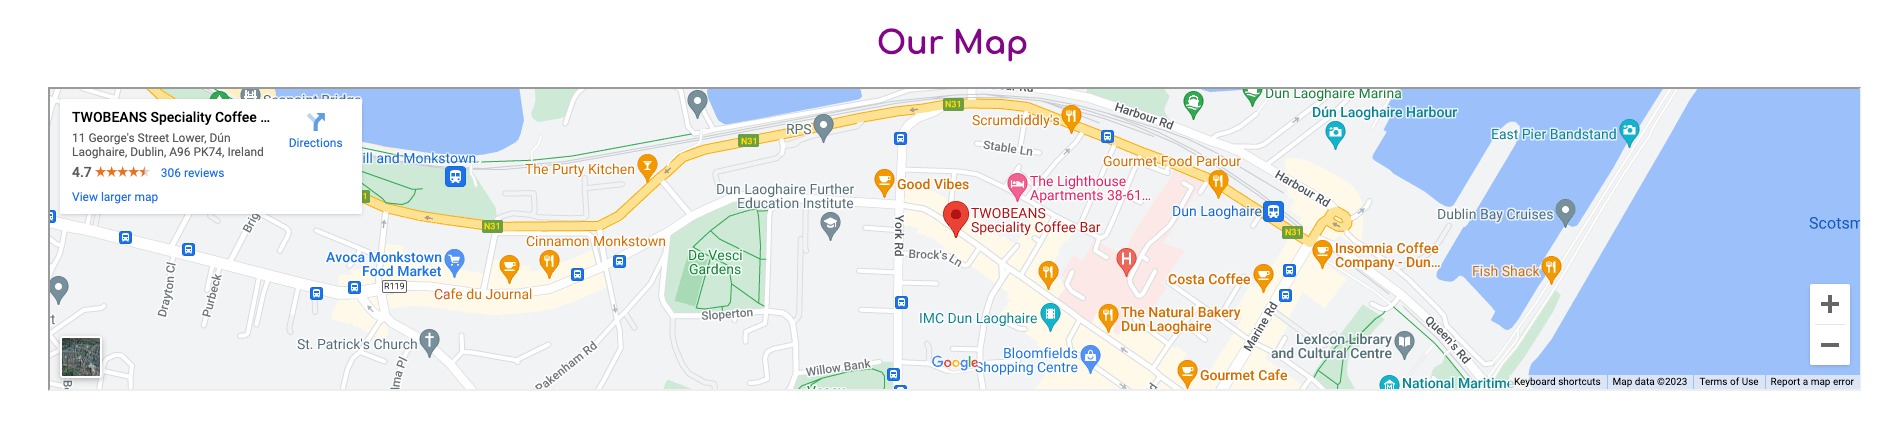 Our Map
TWOBEANS Speciality Coffee ...
11 George's Street Lower, Dún
Laoghaire, Dublin, A96 PK74, Ireland
4.7
306 reviews
View larger map
Directions
Seapoint Bridge
ill and Monkstown
N31
RPS
N31
Scrumdiddly's
Harbour Rd
Dun Laoghaire Marina
Dún Laoghaire Harbour
East Pier Bandstand
Stable Ln
The Purty Kitchen
Good Vibes
The Lighthouse
Apartments 38-61...
Gourmet Food Parlour
Harbour Rd
Dun Laoghaire Further
Education Institute
Dun Laoghaire
Dublin Bay Cruises
Scotsm
TWOBEANS
Speciality Coffee Bar
N31
York Rd
N31
Brig
Cinnamon Monkstown
De Vesci
Gardens
Brock's Ln
Insomnia Coffee
Company - Dun...
Avoca Monkstown
Food Market
Fish Shack
Drayton Cl
Purbeck
R119
Cafe du Journal
Costa Coffee
Sloperton
IMC Dun Laoghaire
The Natural Bakery
Dun Laoghaire
Marine Rd
Queen's Rd
St. Patrick's Church
Pakenham Rd
LexIcon Library
and Cultural Centre
Bloomfields
Shopping Centre
Willow Bank
Google
Gourmet Cafe
National Maritime
Keyboard shortcuts
Map data ©2023
Terms of Use
Report a map error